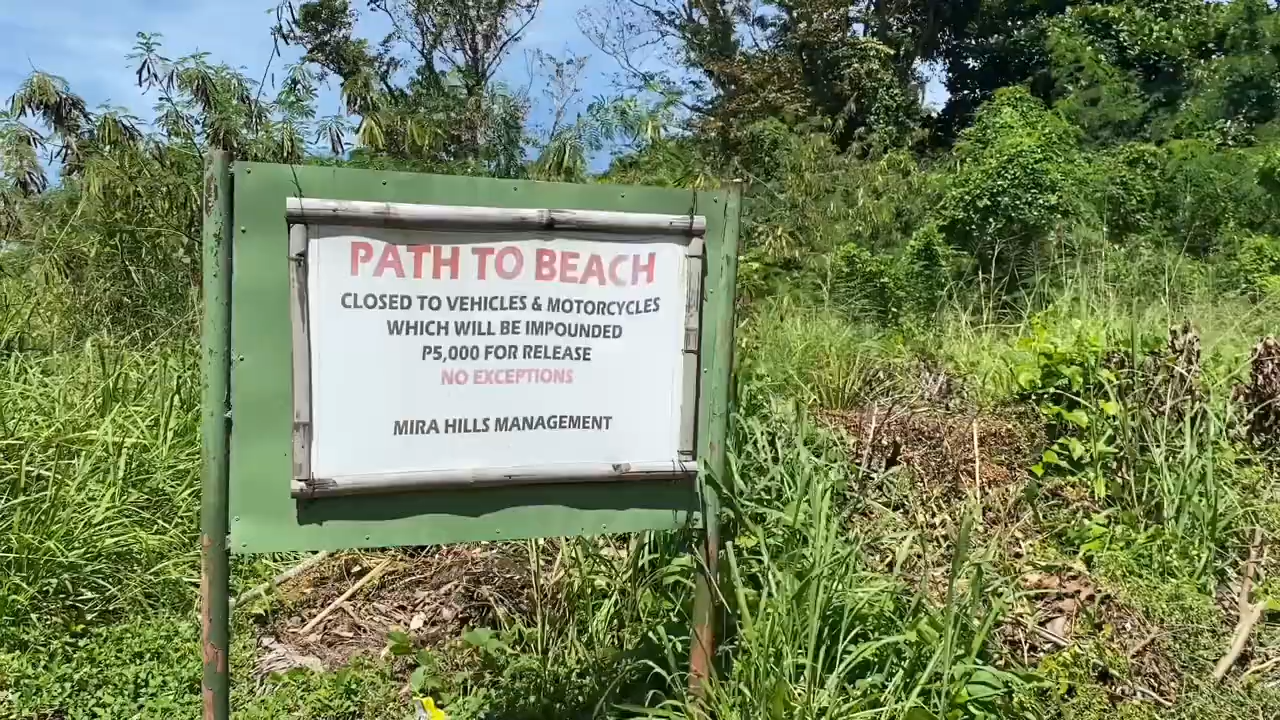 PATH TO BEACH
CLOSED TO VEHICLES & MOTORCYCLES
WHICH WILL BE IMPOUNDED
P5,000 FOR RELEASE
NO EXCEPTIONS
MIRA HILLS MANAGEMENT